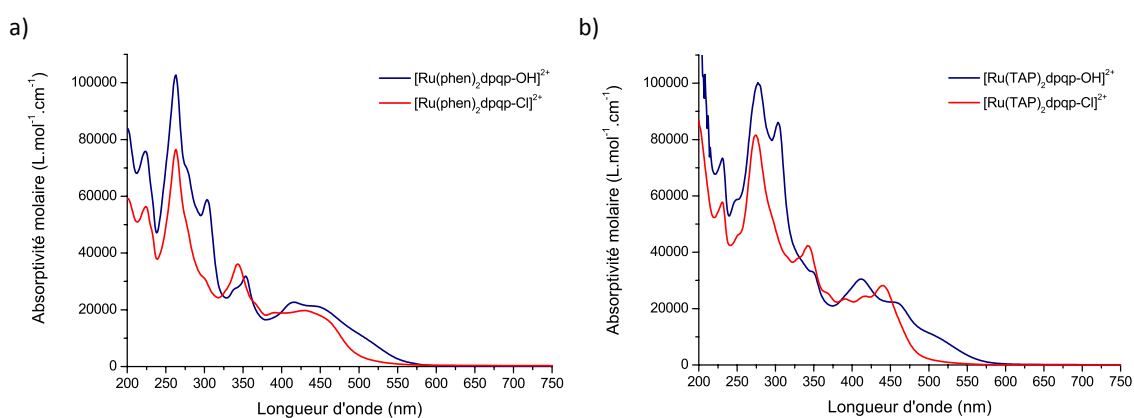 a)
[Ru(phen)₂dpqp-OH]²⁺
[Ru(phen)₂dpqp-Cl]²⁺
Absorptivité molaire (L.mol⁻¹.cm⁻¹)
100000
80000
60000
40000
20000
0
200 250 300 350 400 450 500 550 600 650 700 750
Longueur d'onde (nm)
b)
[Ru(TAP)₂dpqp-OH]²⁺
[Ru(TAP)₂dpqp-Cl]²⁺
Absorptivité molaire (L.mol⁻¹.cm⁻¹)
100000
80000
60000
40000
20000
0
200 250 300 350 400 450 500 550 600 650 700 750
Longueur d'onde (nm)